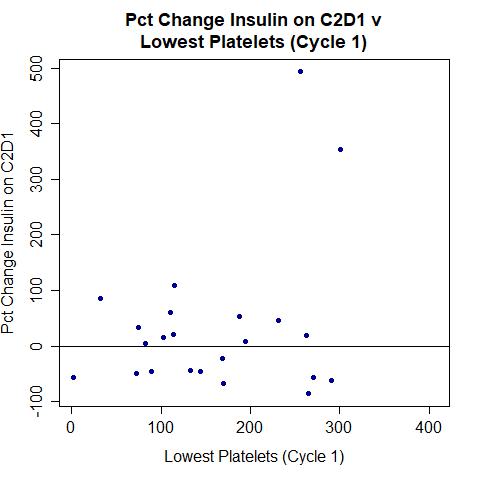 Pct Change Insulin on C2D1 v
Lowest Platelets (Cycle 1)
Pct Change Insulin on C2D1
500
400
300
200
100
0
-100
0 100 200 300 400
Lowest Platelets (Cycle 1)